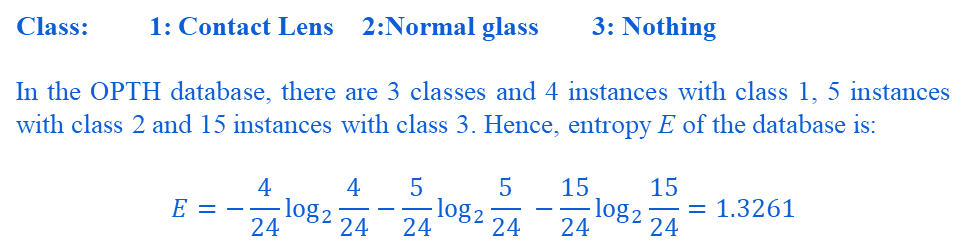 Class: 1: Contact Lens 2:Normal glass 3: Nothing
In the OPTH database, there are 3 classes and 4 instances with class 1, 5 instances
with class 2 and 15 instances with class 3. Hence, entropy E of the database is:
E = − 4/24 log₂ 4/24 − 5/24 log₂ 5/24 − 15/24 log₂ 15/24 = 1.3261